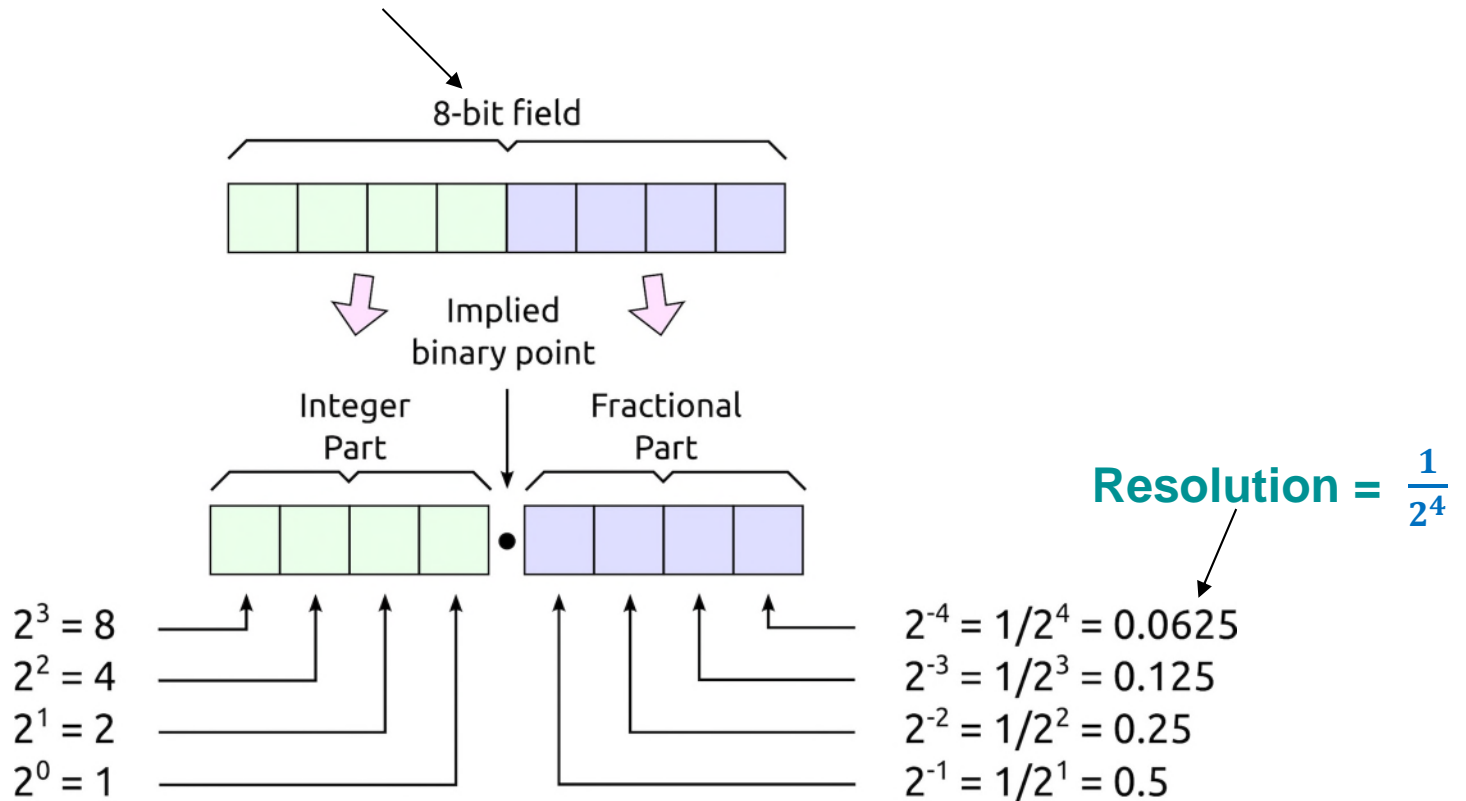 8-bit field
Implied
binary point
Integer
Part
Fractional
Part
Resolution = 1/2⁴
2³ = 8
2² = 4
2¹ = 2
2⁰ = 1
2⁻⁴ = 1/2⁴ = 0.0625
2⁻³ = 1/2³ = 0.125
2⁻² = 1/2² = 0.25
2⁻¹ = 1/2¹ = 0.5